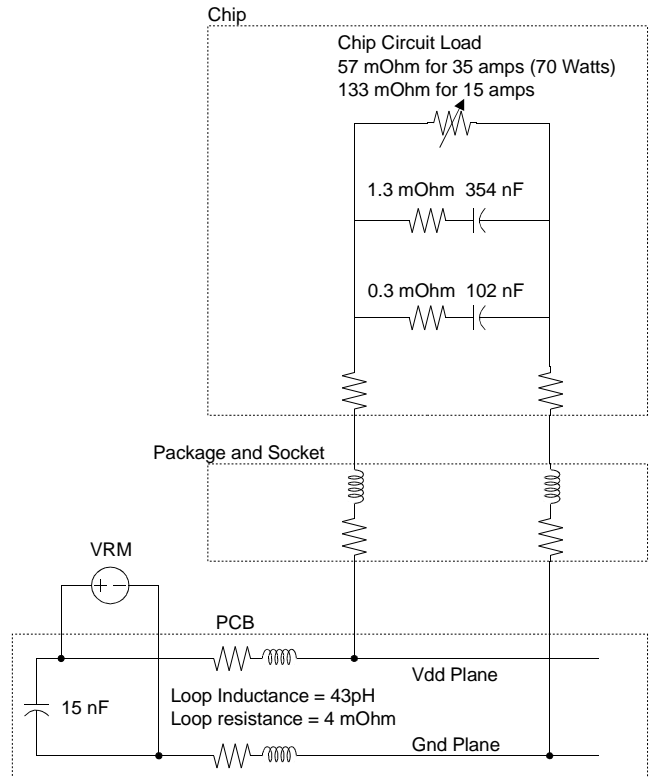 Chip
Chip Circuit Load
57 mOhm for 35 amps (70 Watts)
133 mOhm for 15 amps
1.3 mOhm 354 nF
0.3 mOhm 102 nF
Package and Socket
VRM
PCB
Vdd Plane
15 nF
Loop Inductance = 43pH
Loop resistance = 4 mOhm
Gnd Plane